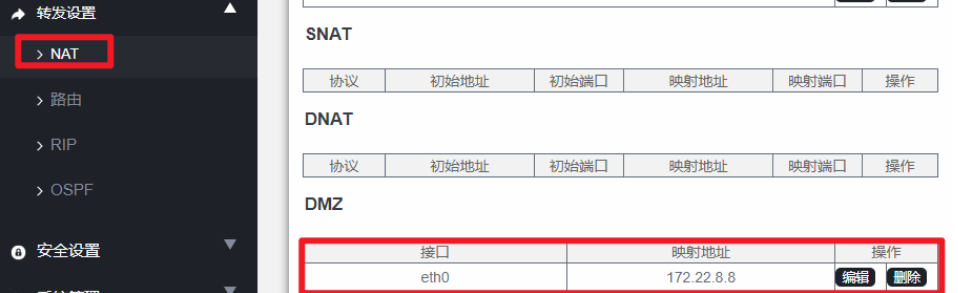 转发设置
NAT
路由
RIP
OSPF
安全设置
SNAT
协议 初始地址 初始端口 映射地址 映射端口 操作
DNAT
协议 初始地址 初始端口 映射地址 映射端口 操作
DMZ
接口 映射地址 操作
eth0 172.22.8.8 编辑 删除